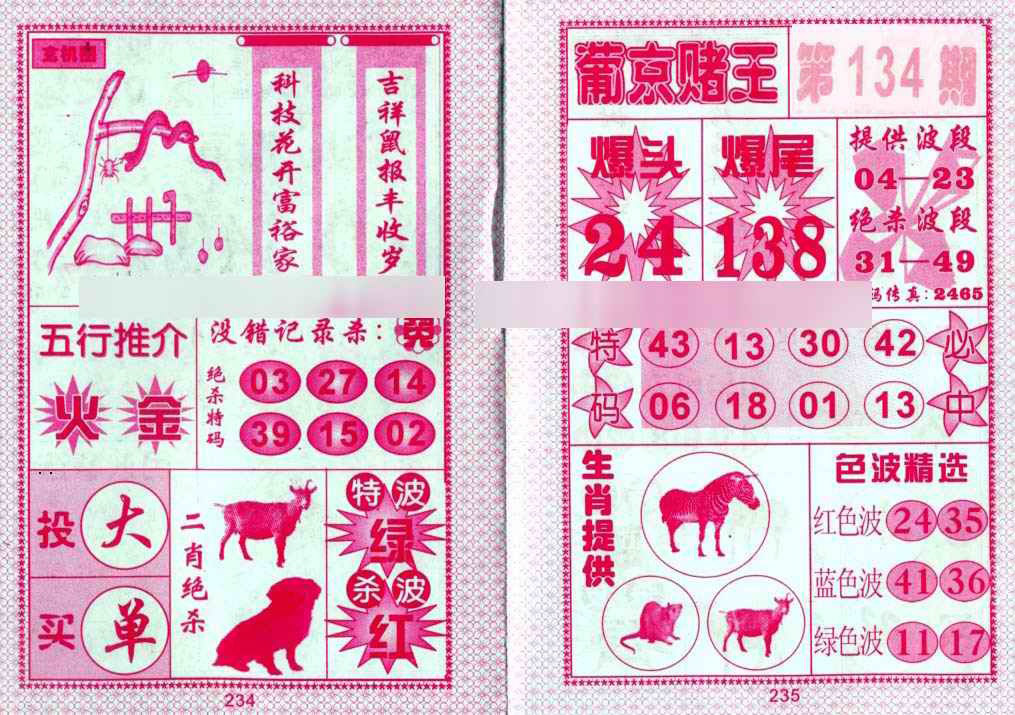 玄机图
科技花开富裕家
吉祥鼠报丰收岁
五行推介
火 金
没错记录杀：
绝杀特码
03 27 14
39 15 02
投 大
买 单
二肖绝杀
特波
绿
杀波
红
234
葡京赌王
第134期
爆头
24
爆尾
138
提供波段
04—23
绝杀波段
31—49
码传真：2465
特码
43 13 30 42
06 18 01 13
必中
生肖提供
色波精选
红色波 24 35
蓝色波 41 36
绿色波 11 17
235